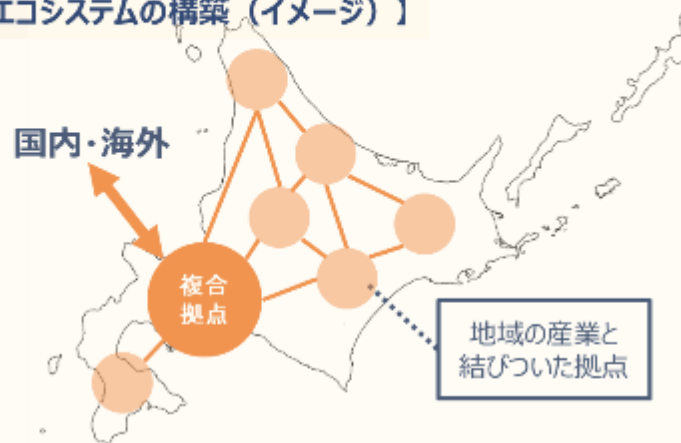 エコシステムの構築（イメージ）】
国内・海外
複合
拠点
地域の産業と
結びついた拠点